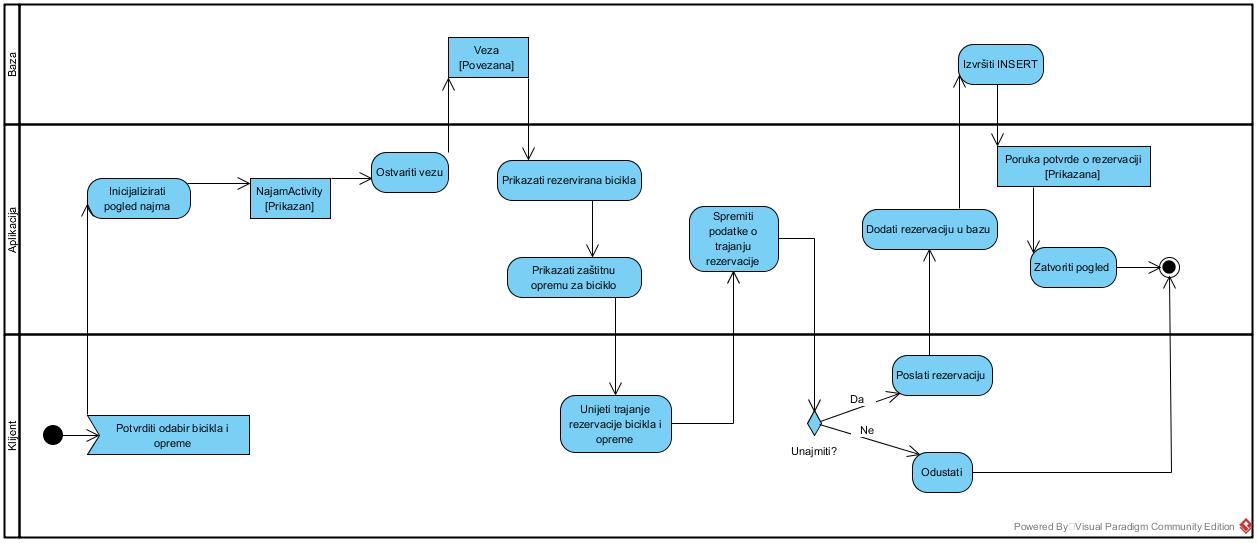 Baza
Veza
[Povezana]
Izvršiti INSERT
Aplikacija
Inicijalizirati
pogled najma
NajamActivity
[Prikazan]
Ostvariti vezu
Prikazati rezervirana bicikla
Prikazati zaštitnu
opremu za biciklo
Spremiti
podatke o
trajanju
rezervacije
Dodati rezervaciju u bazu
Poruka potvrde o rezervaciji
[Prikazana]
Zatvoriti pogled
Klijent
Potvrditi odabir bicikla i
opreme
Unijeti trajanje
rezervacije bicikla i
opreme
Unajmiti?
Da
Ne
Poslati rezervaciju
Odustati
Powered By Visual Paradigm Community Edition